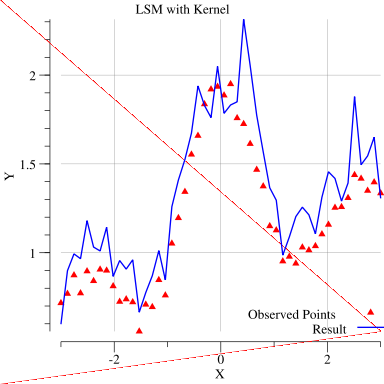 LSM with Kernel
Y
2
1.5
1
Observed Points
Result
-2
0
2
X